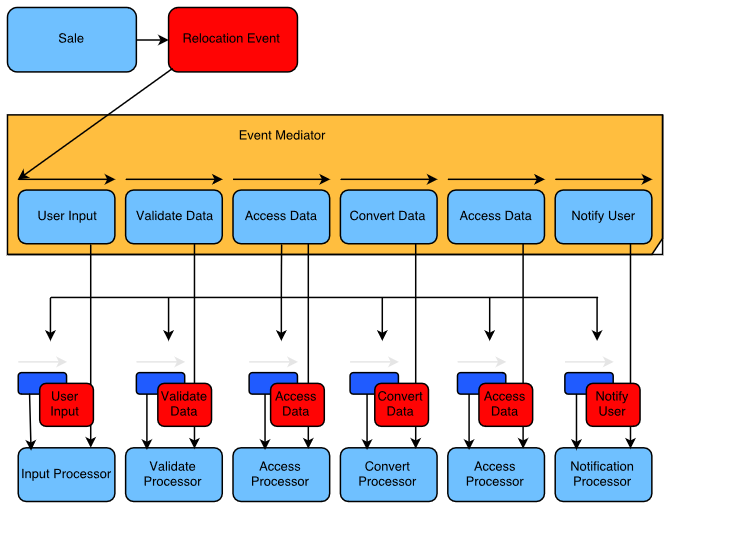 Sale
Relocation Event
Event Mediator
User Input
Validate Data
Access Data
Convert Data
Access Data
Notify User
User
Input
Validate
Data
Access
Data
Convert
Data
Access
Data
Notify
User
Input Processor
Validate
Processor
Access
Processor
Convert
Processor
Access
Processor
Notification
Processor